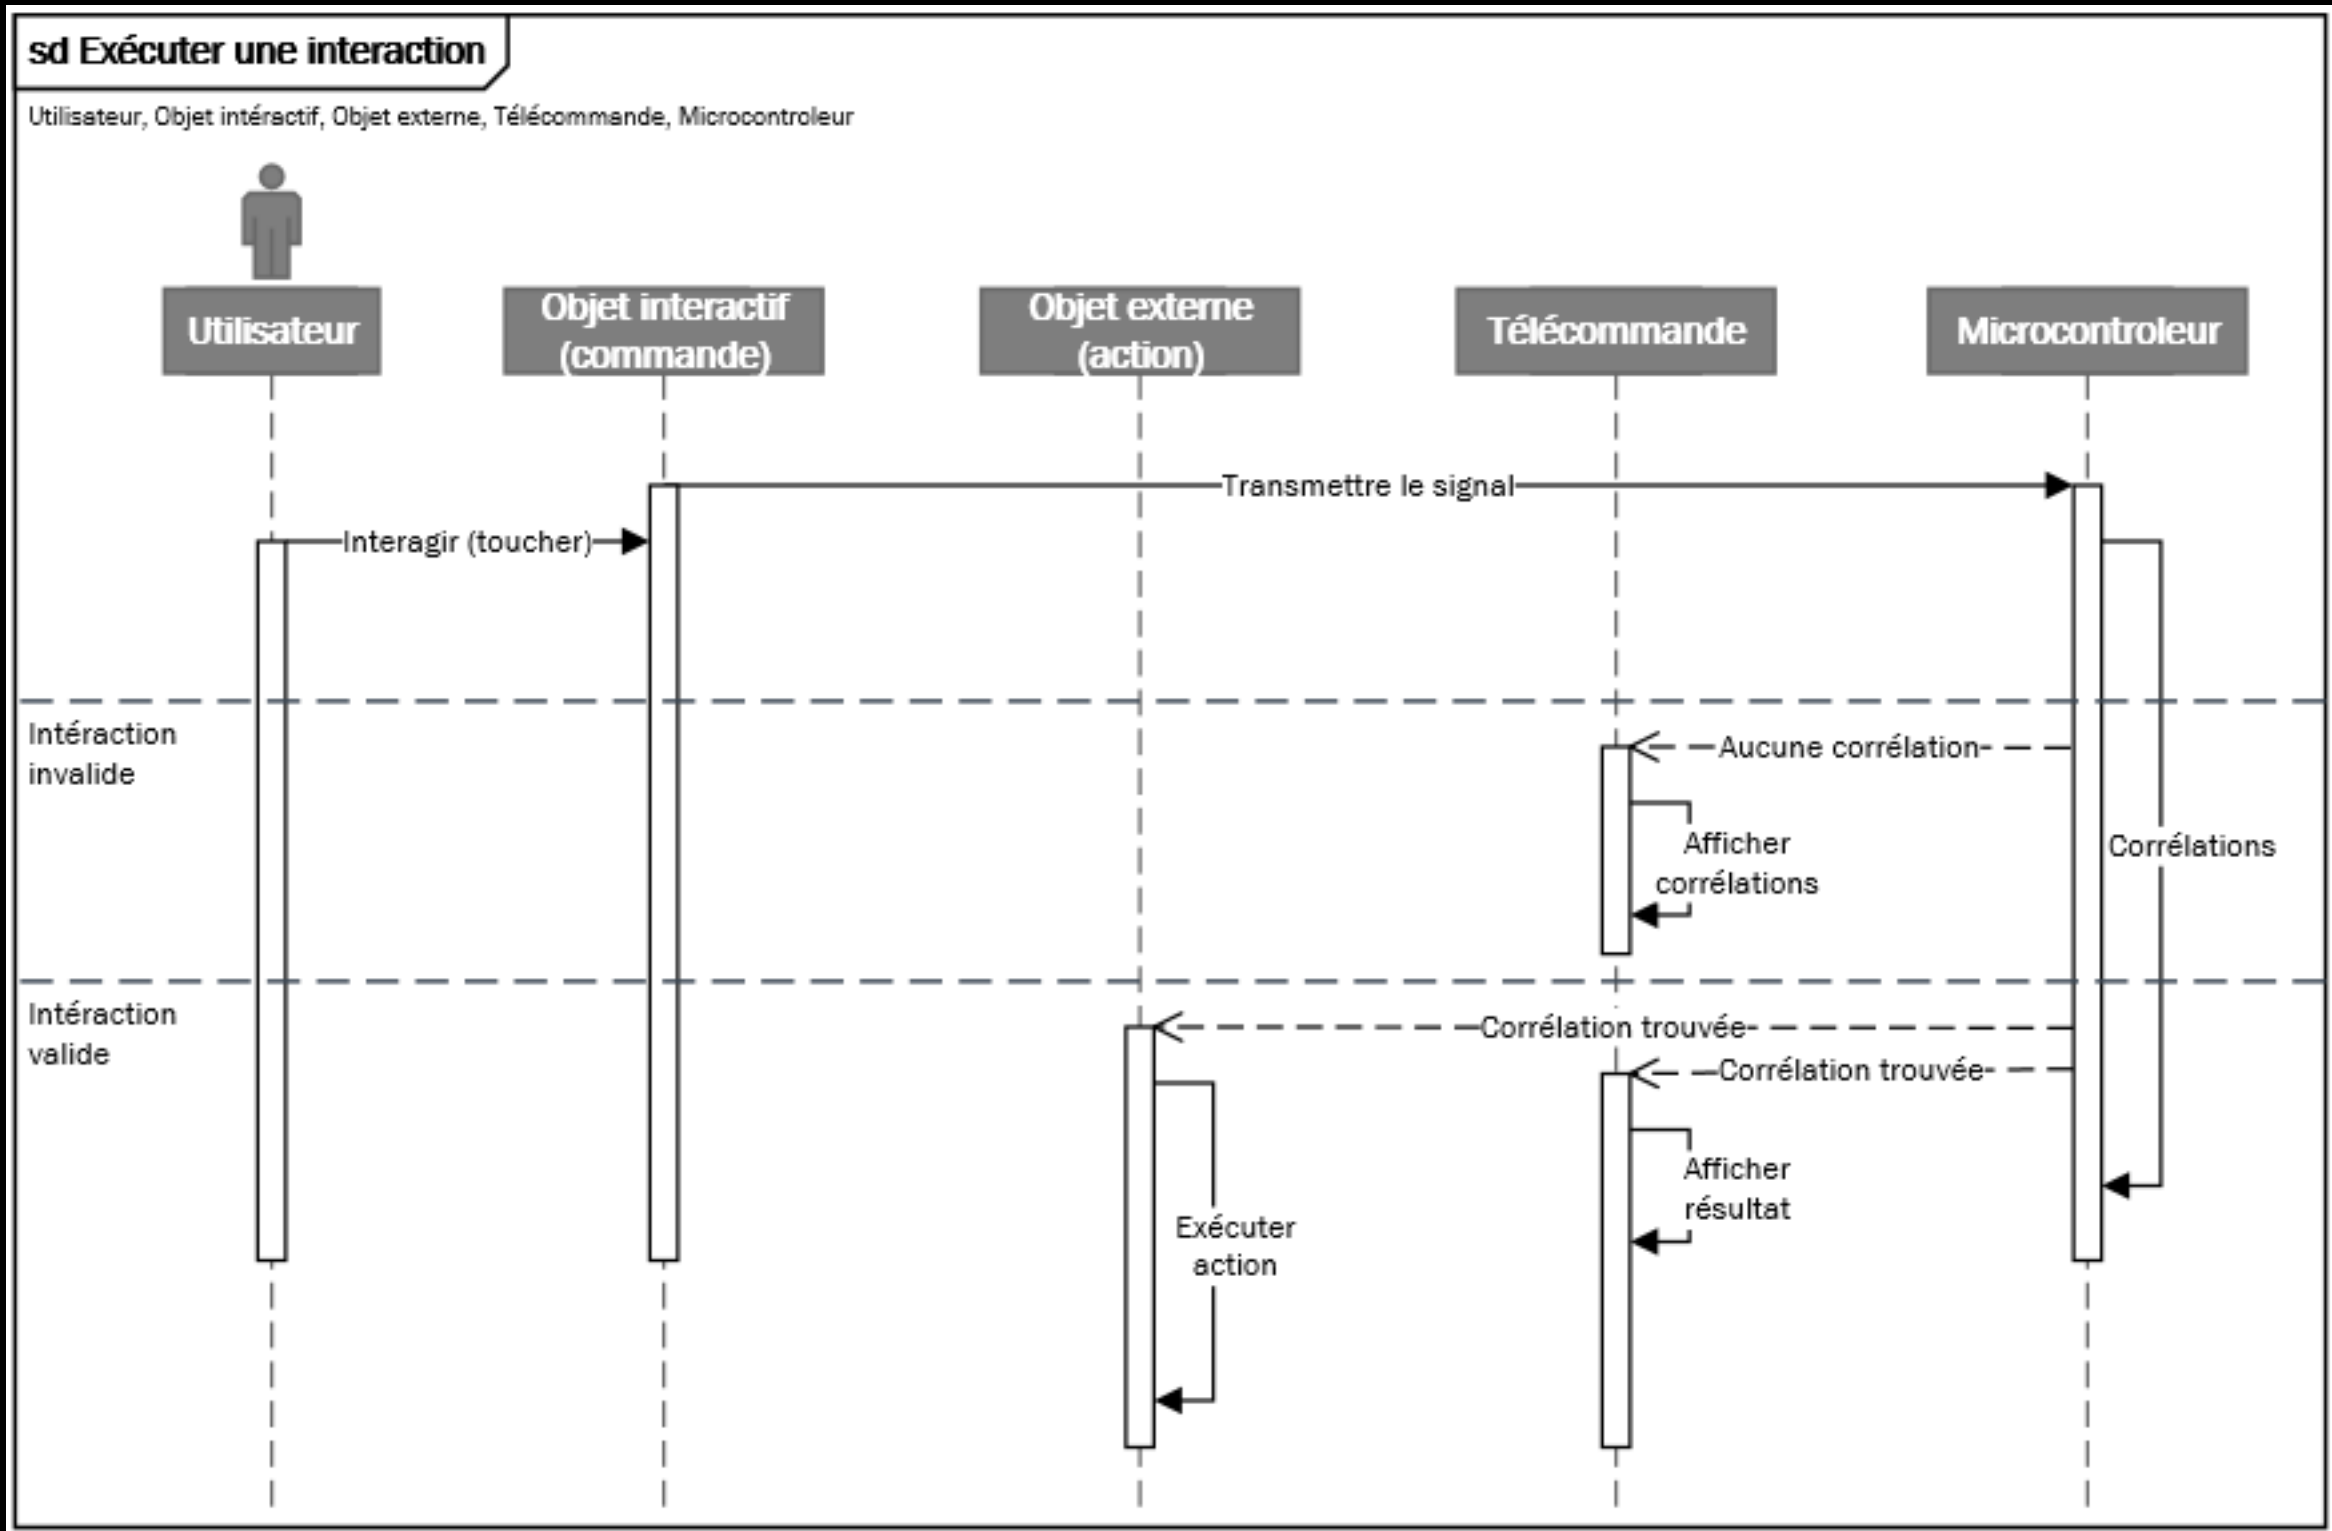 sd Exécuter une interaction
Utilisateur, Objet intéractif, Objet externe, Télécommande, Microcontroleur
Utilisateur
Objet interactif
(commande)
Objet externe
(action)
Télécommande
Microcontroleur
Transmettre le signal
Interagir (toucher)
Intéraction
invalide
Aucune corrélation
Afficher
corrélations
Corrélations
Intéraction
valide
Corrélation trouvée
Corrélation trouvée
Afficher
résultat
Exécuter
action